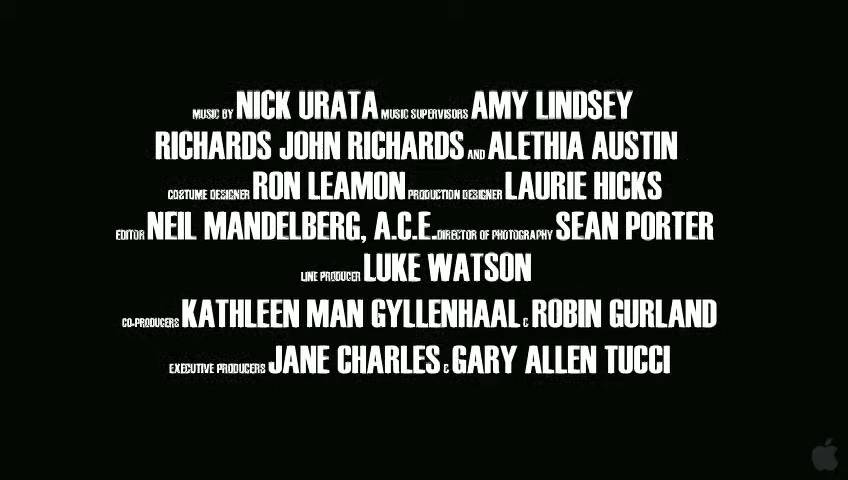 MUSIC BY NICK URATA MUSIC SUPERVISORS AMY LINDSEY
RICHARDS JOHN RICHARDS AND ALETHIA AUSTIN
COSTUME DESIGNER RON LEAMON PRODUCTION DESIGNER LAURIE HICKS
EDITOR NEIL MANDELBERG, A.C.E. DIRECTOR OF PHOTOGRAPHY SEAN PORTER
LINE PRODUCER LUKE WATSON
CO-PRODUCERS KATHLEEN MAN GYLLENHAAL & ROBIN GURLAND
EXECUTIVE PRODUCERS JANE CHARLES & GARY ALLEN TUCCI